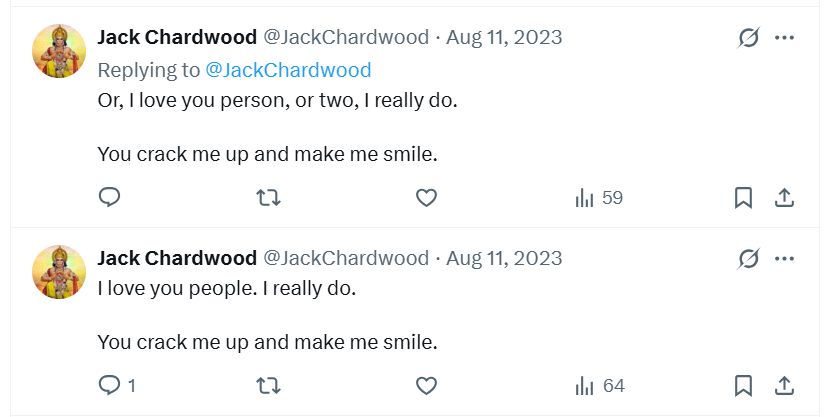 Jack Chardwood @JackChardwood · Aug 11, 2023
Replying to @JackChardwood
Or, I love you person, or two, I really do.
You crack me up and make me smile.
59
Jack Chardwood @JackChardwood · Aug 11, 2023
I love you people. I really do.
You crack me up and make me smile.
1 64